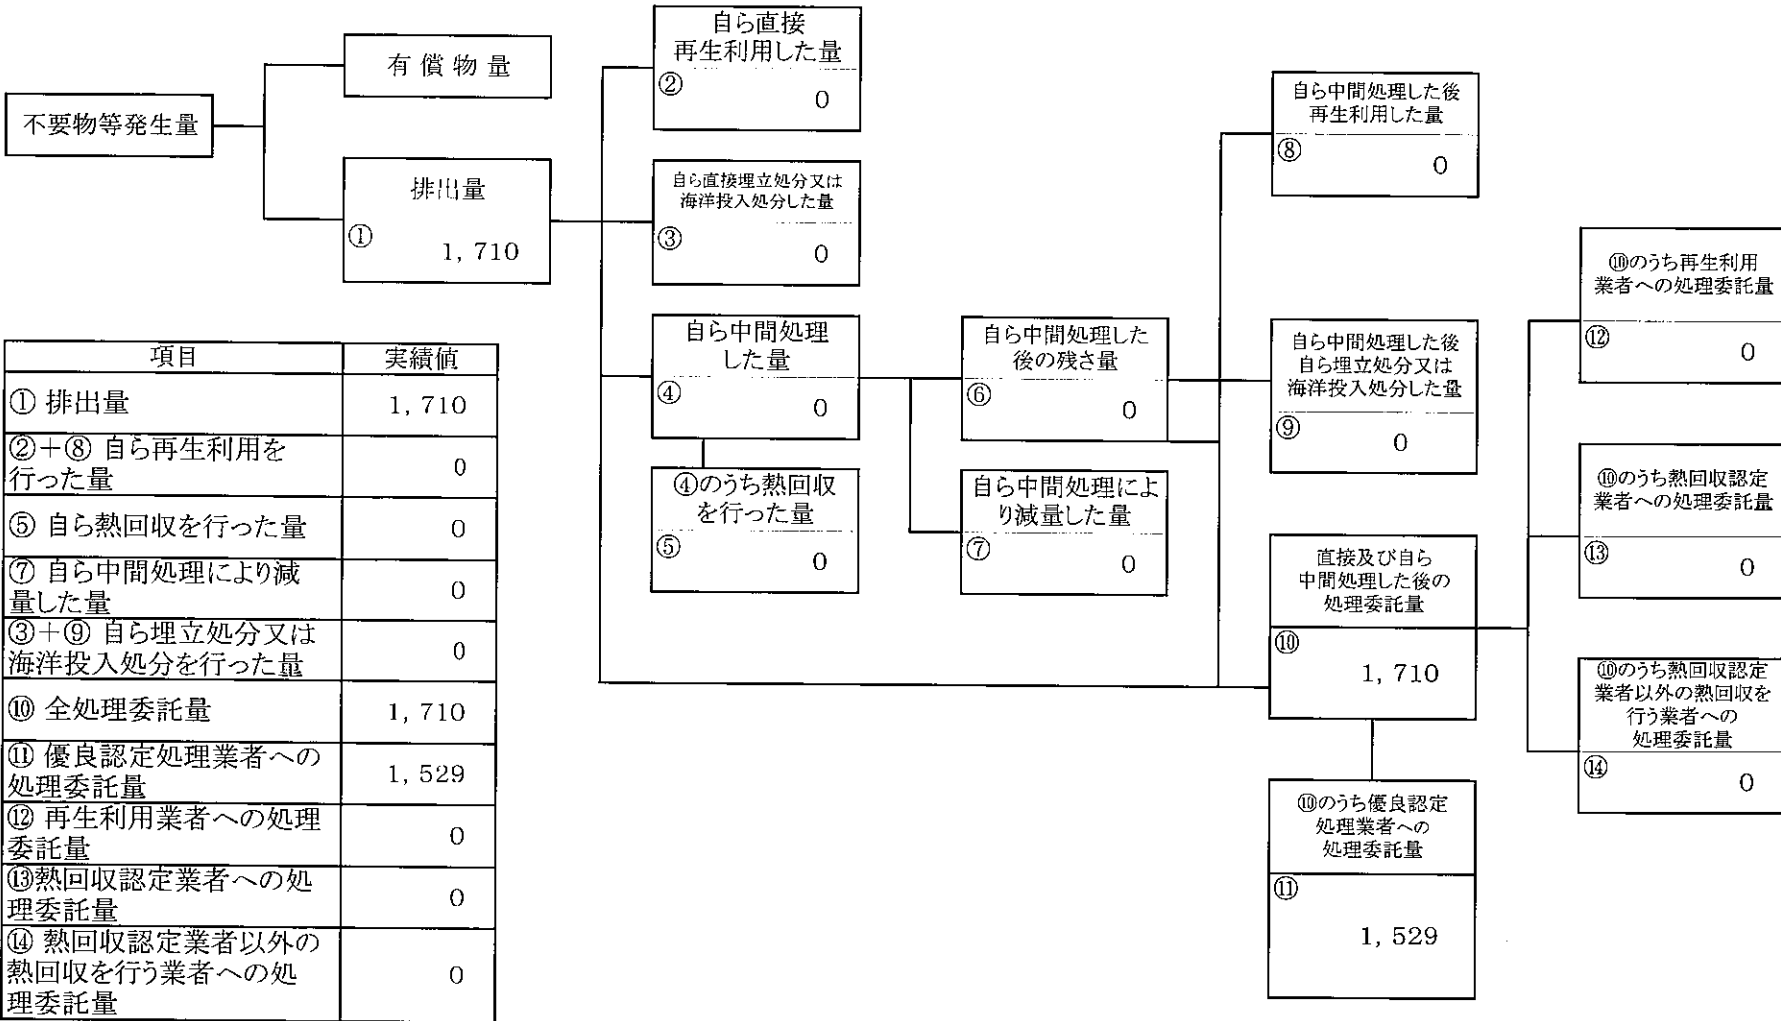 不要物等発生量
有償物量
排出量
①
1,710
自ら直接
再生利用した量
②
0
自ら直接埋立処分又は
海洋投入処分した量
③
0
自ら中間処理
した量
④
0
④のうち熱回収
を行った量
⑤
0
自ら中間処理した
後の残さ量
⑥
0
自ら中間処理によ
り減量した量
⑦
0
自ら中間処理した後
再生利用した量
⑧
0
自ら中間処理した後
自ら埋立処分又は
海洋投入処分した量
⑨
0
直接及び自ら
中間処理した後の
処理委託量
⑩
1,710
⑩のうち優良認定
処理業者への
処理委託量
⑪
1,529
⑩のうち再生利用
業者への処理委託量
⑫
0
⑩のうち熱回収認定
業者への処理委託量
⑬
0
⑩のうち熱回収認定
業者以外の熱回収を
行う業者への
処理委託量
⑭
0
項目 実績値
① 排出量 1,710
②+⑧ 自ら再生利用を
行った量 0
⑤ 自ら熱回収を行った量 0
⑦ 自ら中間処理により減
量した量 0
③+⑨ 自ら埋立処分又は
海洋投入処分を行った量 0
⑩ 全処理委託量 1,710
⑪ 優良認定処理業者への
処理委託量 1,529
⑫ 再生利用業者への処理
委託量 0
⑬熱回収認定業者への処
理委託量 0
⑭ 熱回収認定業者以外の
熱回収を行う業者への処
理委託量 0